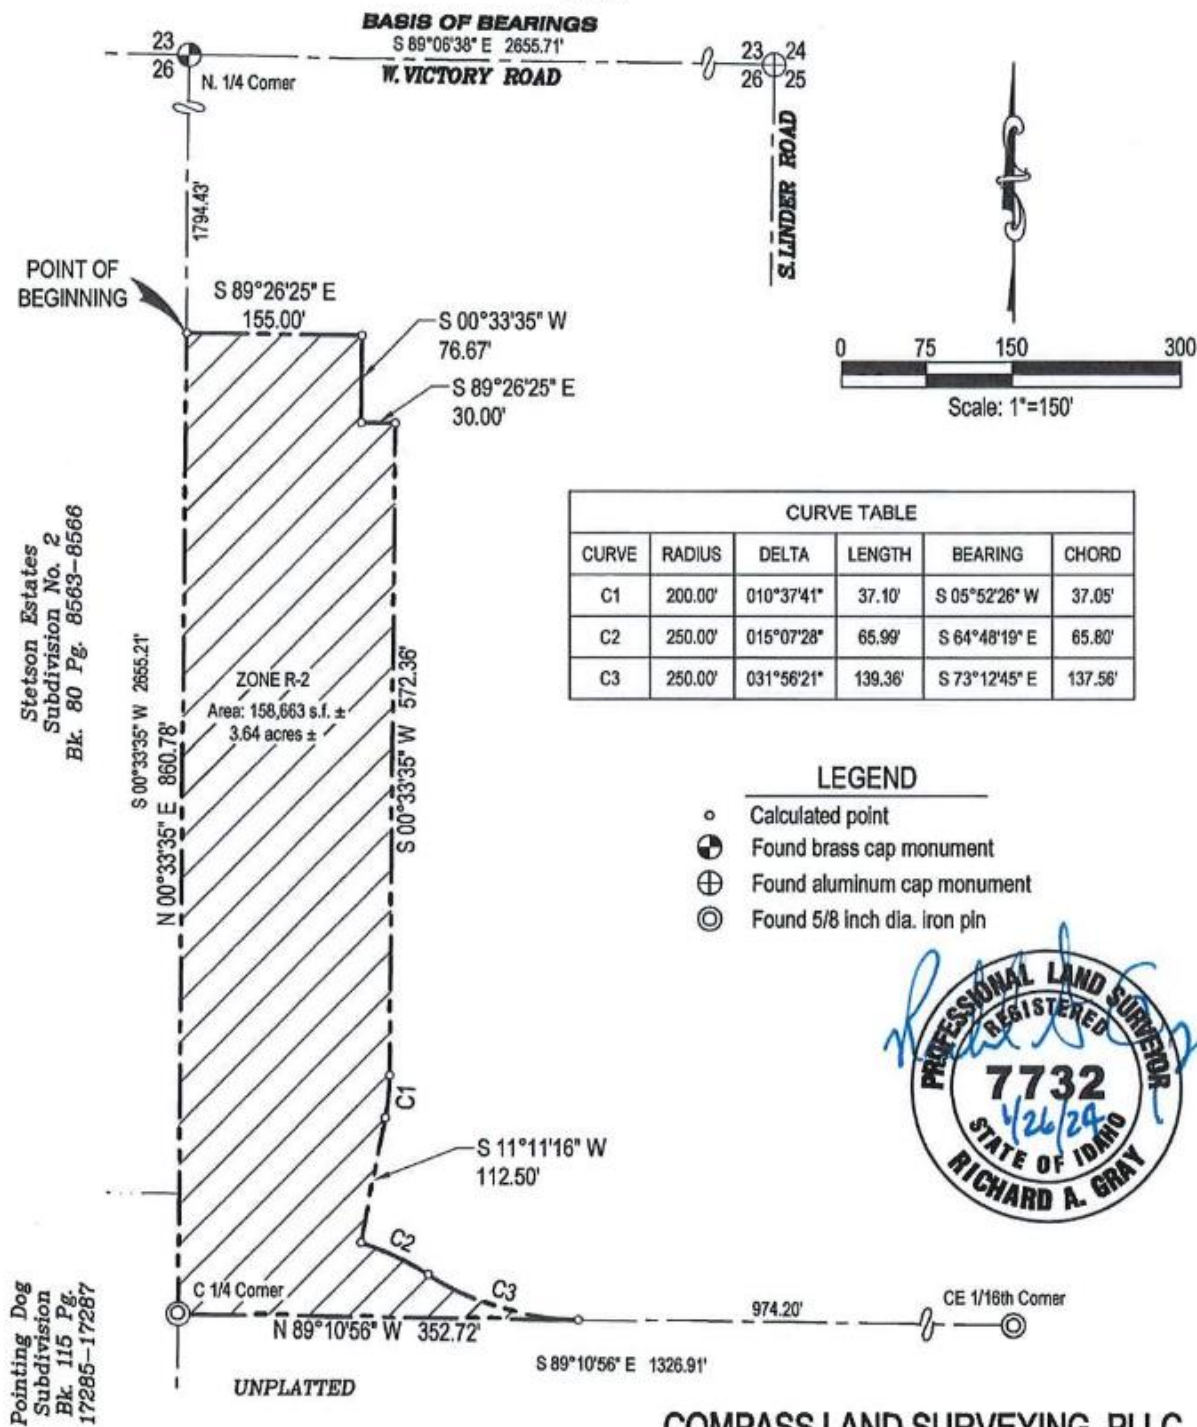 BASIS OF BEARINGS
S 89°06'38" E 2655.71'
W. VICTORY ROAD
23
26
N. 1/4 Corner
23 24
26 25
S. LINDER ROAD
1794.43'
POINT OF
BEGINNING
S 89°26'25" E
155.00'
S 00°33'35" W
76.67'
S 89°26'25" E
30.00'
0 75 150 300
Scale: 1"=150'
CURVE TABLE
CURVE RADIUS DELTA LENGTH BEARING CHORD
C1 200.00' 010°37'41" 37.10' S 05°52'26" W 37.05'
C2 250.00' 015°07'28" 65.99' S 64°48'19" E 65.80'
C3 250.00' 031°56'21" 139.36' S 73°12'45" E 137.56'
Stetson Estates
Subdivision No. 2
Bk. 80 Pg. 8563-8566
S 00°33'35" W 2655.21'
N 00°33'35" E 860.78'
ZONE R-2
Area: 158,663 s.f. ±
3.64 acres ±
S 00°33'35" W 572.36'
LEGEND
Calculated point
Found brass cap monument
Found aluminum cap monument
Found 5/8 inch dia. iron pin
PROFESSIONAL LAND SURVEYOR
REGISTERED
7732
1/26/24
STATE OF IDAHO
RICHARD A. GRAY
C1
S 11°11'16" W
112.50'
C2
C3
C 1/4 Corner
N 89°10'56" W 352.72'
974.20'
CE 1/16th Corner
S 89°10'56" E 1326.91'
Pointing Dog
Subdivision
Bk. 115 Pg.
17285-17287
UNPLATTED
COMPASS LAND SURVEYING, PLLC